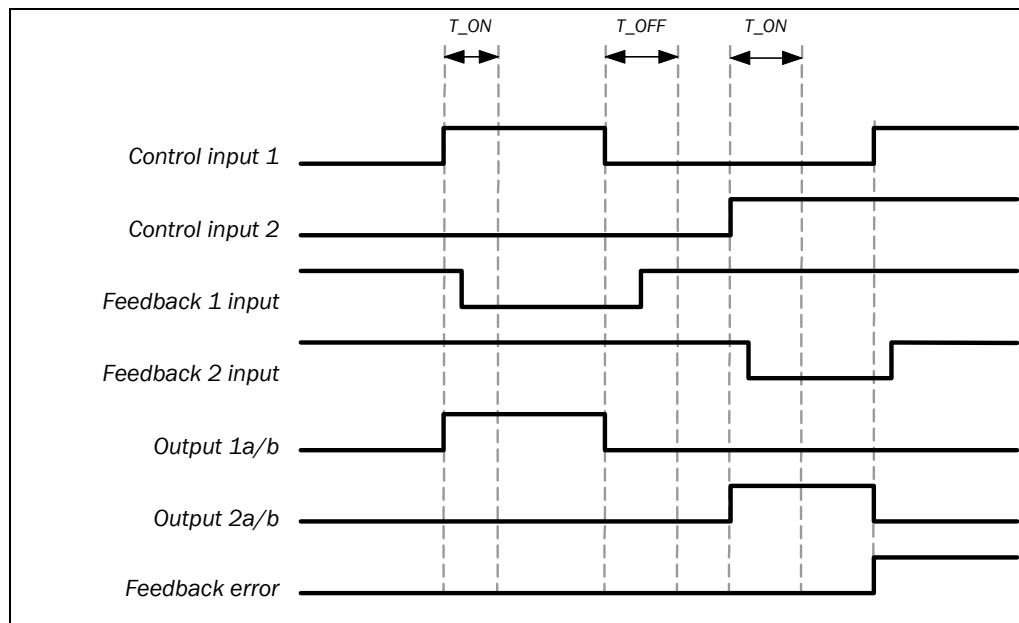 T_ON
T_OFF
T_ON
Control input 1
Control input 2
Feedback 1 input
Feedback 2 input
Output 1a/b
Output 2a/b
Feedback error